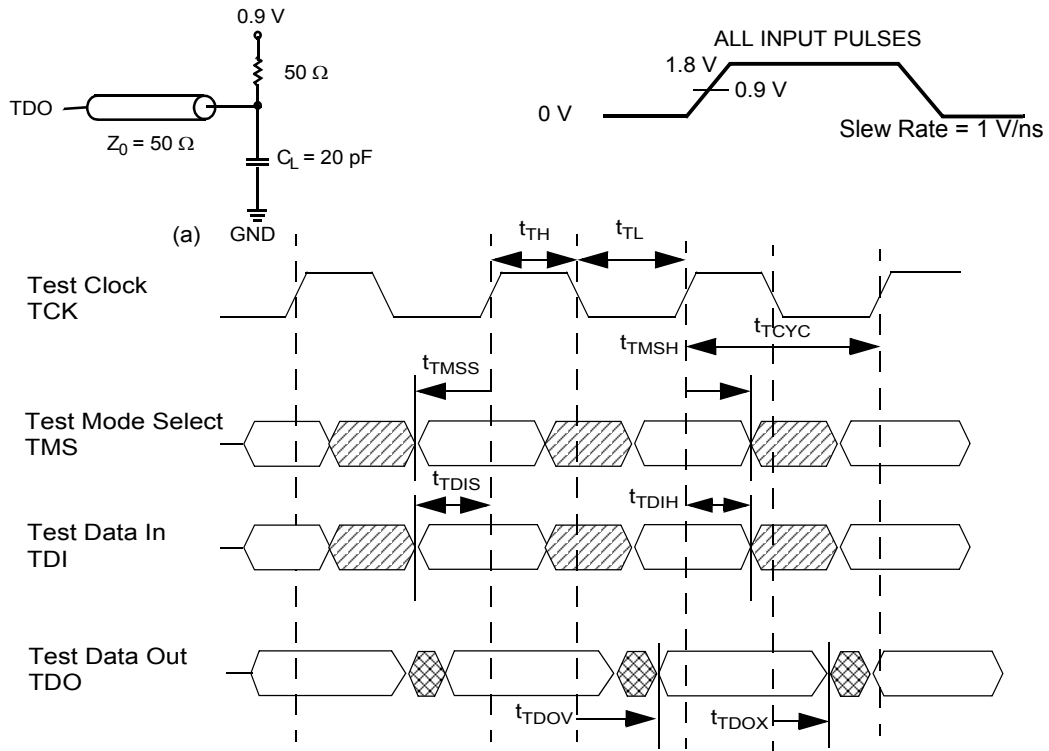 0.9 V
50 Ω
TDO
Z0 = 50 Ω
CL = 20 pF
(a)
GND
ALL INPUT PULSES
1.8 V
0.9 V
0 V
Slew Rate = 1 V/ns
tTH
tTL
Test Clock
TCK
tTCYC
tTMSH
tTMSS
Test Mode Select
TMS
tTDIS
tTDIH
Test Data In
TDI
Test Data Out
TDO
tTDOV
tTDOX